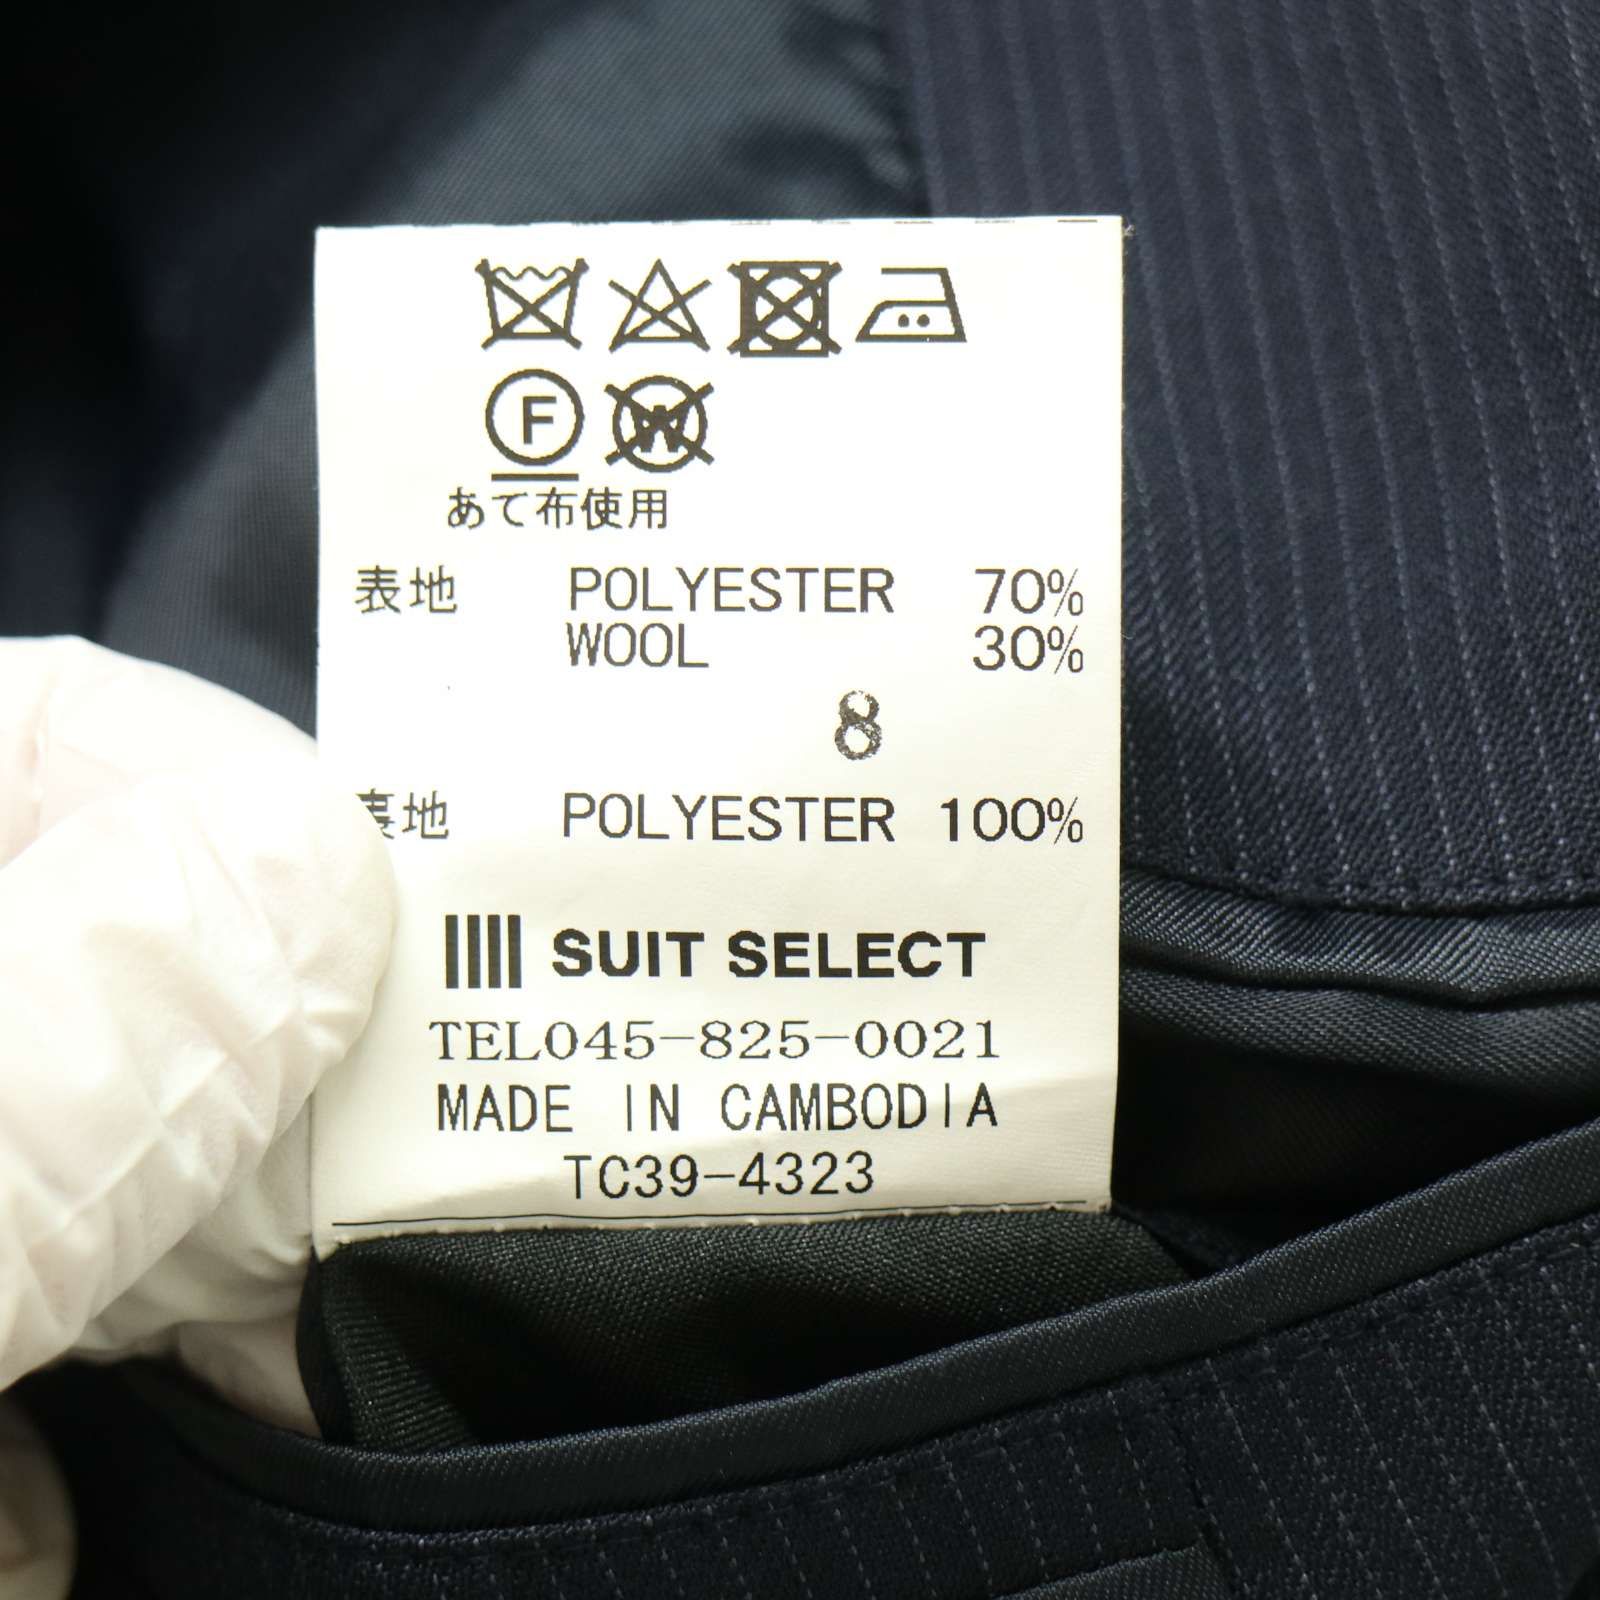 F W
あて布使用
表地 POLYESTER 70%
WOOL 30%
8
裏地 POLYESTER 100%
SUIT SELECT
TEL045-825-0021
MADE IN CAMBODIA
TC39-4323